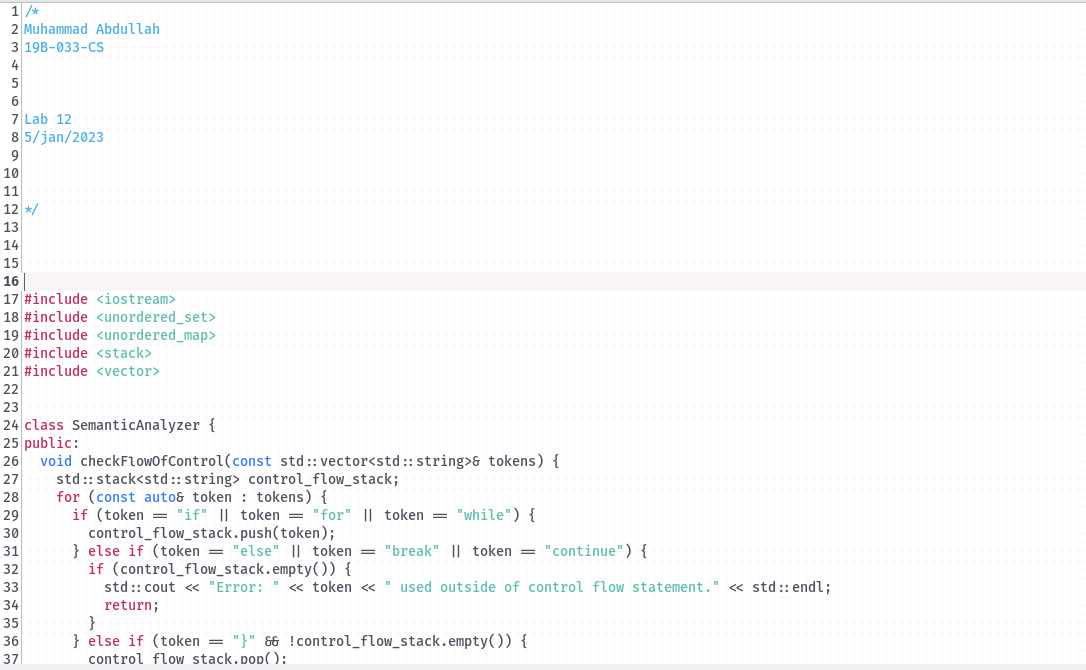 1 /*
2 Muhammad Abdullah
3 19B-033-CS
4
5
6
7 Lab 12
8 5/jan/2023
9
10
11
12 */
13
14
15
16
17 #include <iostream>
18 #include <unordered_set>
19 #include <unordered_map>
20 #include <stack>
21 #include <vector>
22
23
24 class SemanticAnalyzer {
25 public:
26   void checkFlowOfControl(const std::vector<std::string>& tokens) {
27     std::stack<std::string> control_flow_stack;
28     for (const auto& token : tokens) {
29       if (token == "if" || token == "for" || token == "while") {
30         control_flow_stack.push(token);
31       } else if (token == "else" || token == "break" || token == "continue") {
32         if (control_flow_stack.empty()) {
33           std::cout << "Error: " << token << " used outside of control flow statement." << std::endl;
34           return;
35         }
36       } else if (token == "}" && !control_flow_stack.empty()) {
37         control_flow_stack.pop();